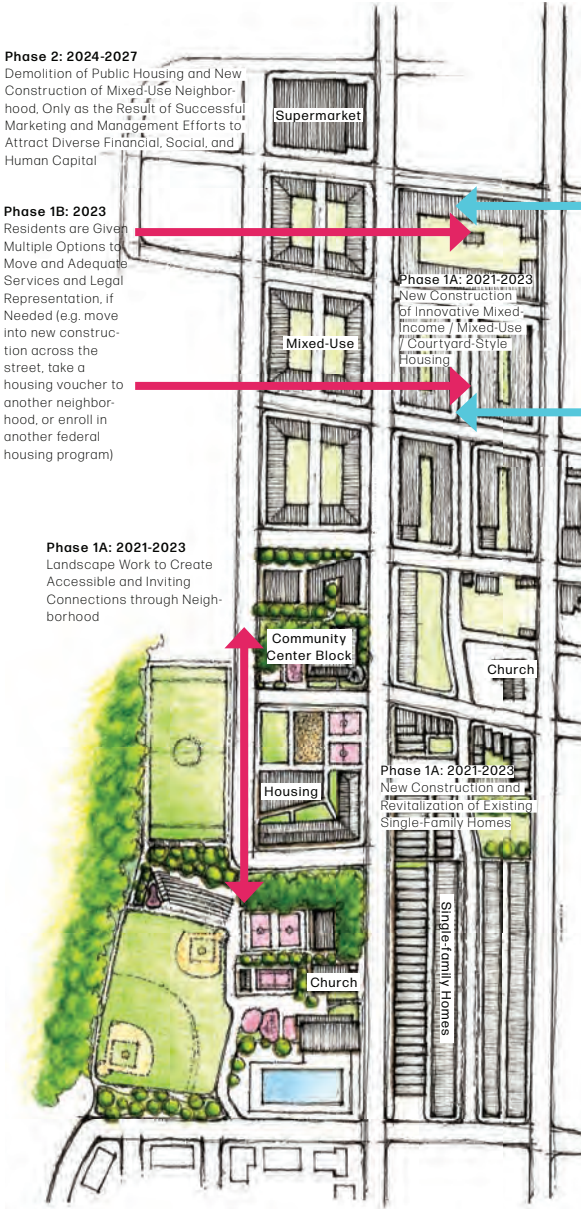 Phase 2: 2024-2027
Demolition of Public Housing and New
Construction of Mixed-Use Neighbor-
hood, Only as the Result of Successful
Marketing and Management Efforts to
Attract Diverse Financial, Social, and
Human Capital
Supermarket
Phase 1B: 2023
Residents are Given
Multiple Options to
Move and Adequate
Services and Legal
Representation, if
Needed (e.g. move
into new construc-
tion across the
street, take a
housing voucher to
another neighbor-
hood, or enroll in
another federal
housing program)
Phase 1A: 2021-2023
New Construction
of Innovative Mixed-
Income / Mixed-Use
/ Courtyard-Style
Housing
Mixed-Use
Phase 1A: 2021-2023
Landscape Work to Create
Accessible and Inviting
Connections through Neigh-
borhood
Community
Center Block
Church
Phase 1A: 2021-2023
New Construction and
Revitalization of Existing
Single-Family Homes
Housing
Single-family Homes
Church